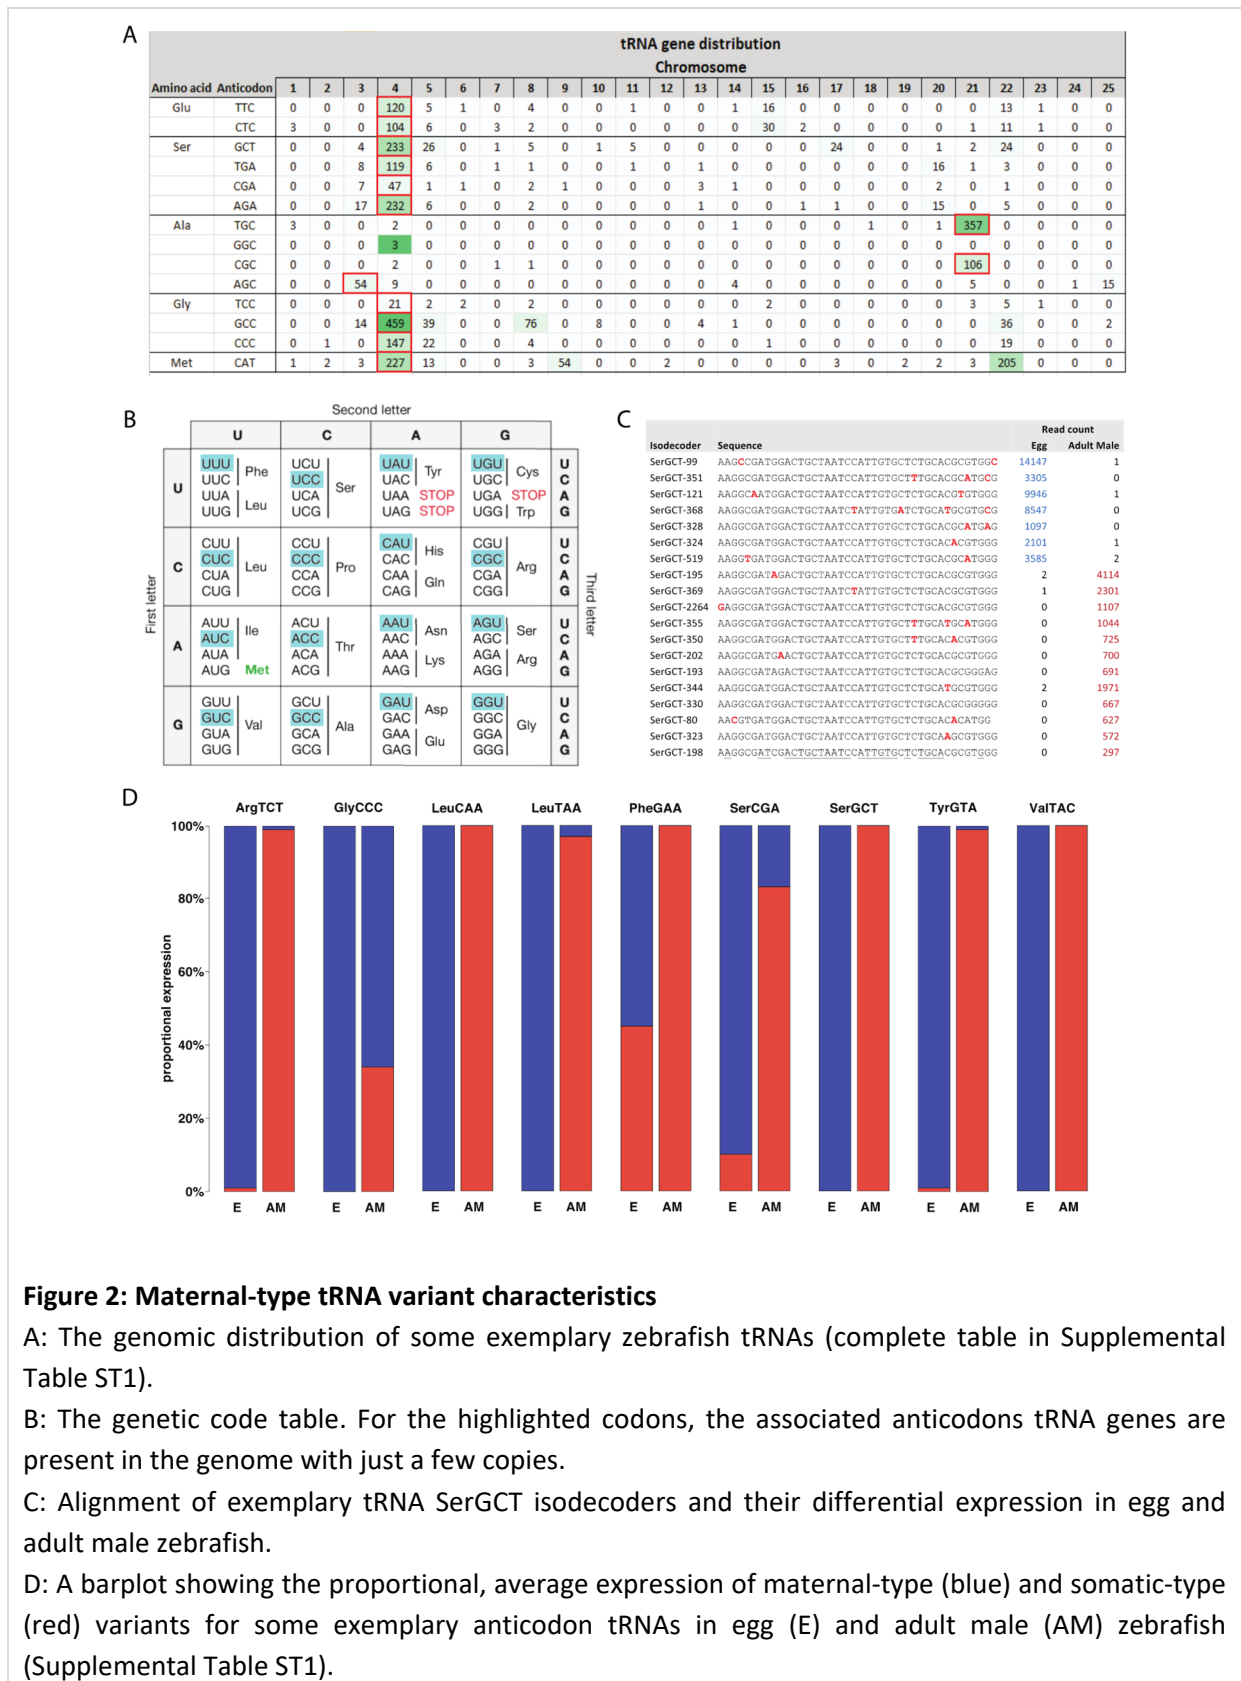 A
tRNA gene distribution
Chromosome
Amino acid Anticodon 1 2 3 4 5 6 7 8 9 10 11 12 13 14 15 16 17 18 19 20 21 22 23 24 25
Glu TTC 0 0 0 120 5 1 0 4 0 0 1 0 0 1 16 0 0 0 0 0 0 13 1 0 0
CTC 3 0 0 104 6 0 3 2 0 0 0 0 0 0 30 2 0 0 0 0 1 11 1 0 0
Ser GCT 0 0 4 233 26 0 1 5 0 1 5 0 0 0 0 0 24 0 0 1 2 24 0 0 0
TGA 0 0 8 119 6 0 1 1 0 0 1 0 1 0 0 0 0 0 0 16 1 3 0 0 0
CGA 0 0 7 47 1 1 0 2 1 0 0 0 3 1 0 0 0 0 0 2 0 1 0 0 0
AGA 0 0 17 232 6 0 0 2 0 0 0 0 1 0 0 1 1 0 0 15 0 5 0 0 0
Ala TGC 3 0 0 2 0 0 0 0 0 0 0 0 0 1 0 0 0 1 0 1 357 0 0 0 0
GGC 0 0 0 3 0 0 0 0 0 0 0 0 0 0 0 0 0 0 0 0 0 0 0 0 0
CGC 0 0 0 2 0 0 1 1 0 0 0 0 0 0 0 0 0 0 0 0 106 0 0 0 0
AGC 0 0 54 9 0 0 0 0 0 0 0 0 0 4 0 0 0 0 0 0 5 0 0 1 15
Gly TCC 0 0 0 21 2 2 0 2 0 0 0 0 0 0 2 0 0 0 0 0 3 5 1 0 0
GCC 0 0 14 459 39 0 0 76 0 8 0 0 4 1 0 0 0 0 0 0 0 36 0 0 2
CCC 0 1 0 147 22 0 0 4 0 0 0 0 0 0 1 0 0 0 0 0 0 19 0 0 0
Met CAT 1 2 3 227 13 0 0 3 54 0 0 2 0 0 0 0 3 0 2 2 3 205 0 0 0
B
Second letter
U C A G
First letter
Third letter
U
UUU UCU UAU UGU U
UUC Phe UCC UAC Tyr UGC Cys C
UUA UCA Ser UAA STOP UGA STOP A
UUG Leu UCG UAG STOP UGG Trp G
C
CUU CCU CAU CGU U
CUC CCC CAC His CGC C
CUA Leu CCA Pro CAA CGA Arg A
CUG CCG CAG Gln CGG G
A
AUU ACU AAU AGU U
AUC Ile ACC AAC Asn AGC Ser C
AUA ACA Thr AAA Lys AGA Arg A
AUG Met ACG AAG AGG G
G
GUU GCU GAU GGU U
GUC GCC GAC Asp GGC C
GUA Val GCA Ala GAA Glu GGA Gly A
GUG GCG GAG GGG G
C
Read count
Isodecoder Sequence Egg Adult Male
SerGCT-99 AAGCCGATGGACTGCTAATCCATTGTGCTCTGCACGCGTGGC 14147 1
SerGCT-351 AAGGCGATGGACTGCTAATCCATTGTGCTTTGCACGCATGCG 3305 0
SerGCT-121 AAGGCAATGGACTGCTAATCCATTGTGCTCTGCACGTGTGGG 9946 1
SerGCT-368 AAGGCGATGGACTGCTAATCTATTGTGATCTGCATGCGTGCG 8547 0
SerGCT-328 AAGGCGATGGACTGCTAATCCATTGTGCTCTGCACGCATGAG 1097 0
SerGCT-324 AAGGCGATGGACTGCTAATCCATTGTGCTCTGCACACGTGGG 2101 1
SerGCT-519 AAGGTGATGGACTGCTAATCCATTGTGCTCTGCACGCATGGG 3585 2
SerGCT-195 AAGGCGATAGACTGCTAATCCATTGTGCTCTGCACGCGTGGG 2 4114
SerGCT-369 AAGGCGATGGACTGCTAATCTATTGTGCTCTGCACGCGTGGG 1 2301
SerGCT-2264 GAGGCGATGGACTGCTAATCCATTGTGCTCTGCACGCGTGGG 0 1107
SerGCT-355 AAGGCGATGGACTGCTAATCCATTGTGCTTTGCATGCATGGG 0 1044
SerGCT-350 AAGGCGATGGACTGCTAATCCATTGTGCTTTGCACACGTGGG 0 725
SerGCT-202 AAGGCGATGAACTGCTAATCCATTGTGCTCTGCACGCGTGGG 0 700
SerGCT-193 AAGGCGATAGACTGCTAATCCATTGTGCTCTGCACGCGGGAG 0 691
SerGCT-344 AAGGCGATGGACTGCTAATCCATTGTGCTCTGCATGCGTGGG 2 1971
SerGCT-330 AAGGCGATGGACTGCTAATCCATTGTGCTCTGCACGCGGGGG 0 667
SerGCT-80 AACGTGATGGACTGCTAATCCATTGTGCTCTGCACACATGG 0 627
SerGCT-323 AAGGCGATGGACTGCTAATCCATTGTGCTCTGCAAGCGTGGG 0 572
SerGCT-198 AAGGCGATCGACTGCTAATCCATTGTGCTCTGCACGCGTGGG 0 297
D
ArgTCT GlyCCC LeuCAA LeuTAA PheGAA SerCGA SerGCT TyrGTA ValTAC
proportional expression
100%
80%
60%
40%
20%
0%
E AM E AM E AM E AM E AM E AM E AM E AM E AM
Figure 2: Maternal-type tRNA variant characteristics
A: The genomic distribution of some exemplary zebrafish tRNAs (complete table in Supplemental
Table ST1).
B: The genetic code table. For the highlighted codons, the associated anticodons tRNA genes are
present in the genome with just a few copies.
C: Alignment of exemplary tRNA SerGCT isodecoders and their differential expression in egg and
adult male zebrafish.
D: A barplot showing the proportional, average expression of maternal-type (blue) and somatic-type
(red) variants for some exemplary anticodon tRNAs in egg (E) and adult male (AM) zebrafish
(Supplemental Table ST1).